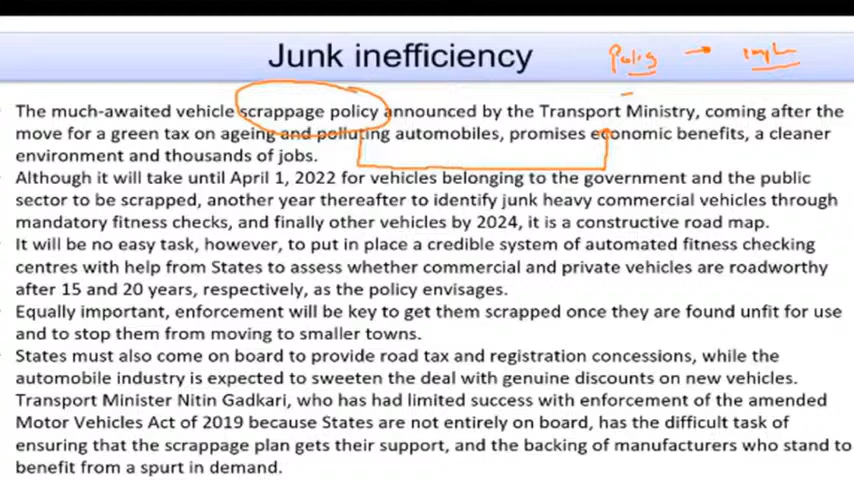 Junk inefficiency
Policy →
The much-awaited vehicle scrappage policy announced by the Transport Ministry, coming after the
move for a green tax on ageing and polluting automobiles, promises economic benefits, a cleaner
environment and thousands of jobs.
Although it will take until April 1, 2022 for vehicles belonging to the government and the public
sector to be scrapped, another year thereafter to identify junk heavy commercial vehicles through
mandatory fitness checks, and finally other vehicles by 2024, it is a constructive road map.
It will be no easy task, however, to put in place a credible system of automated fitness checking
centres with help from States to assess whether commercial and private vehicles are roadworthy
after 15 and 20 years, respectively, as the policy envisages.
Equally important, enforcement will be key to get them scrapped once they are found unfit for use
and to stop them from moving to smaller towns.
States must also come on board to provide road tax and registration concessions, while the
automobile industry is expected to sweeten the deal with genuine discounts on new vehicles.
Transport Minister Nitin Gadkari, who has had limited success with enforcement of the amended
Motor Vehicles Act of 2019 because States are not entirely on board, has the difficult task of
ensuring that the scrappage plan gets their support, and the backing of manufacturers who stand to
benefit from a spurt in demand.